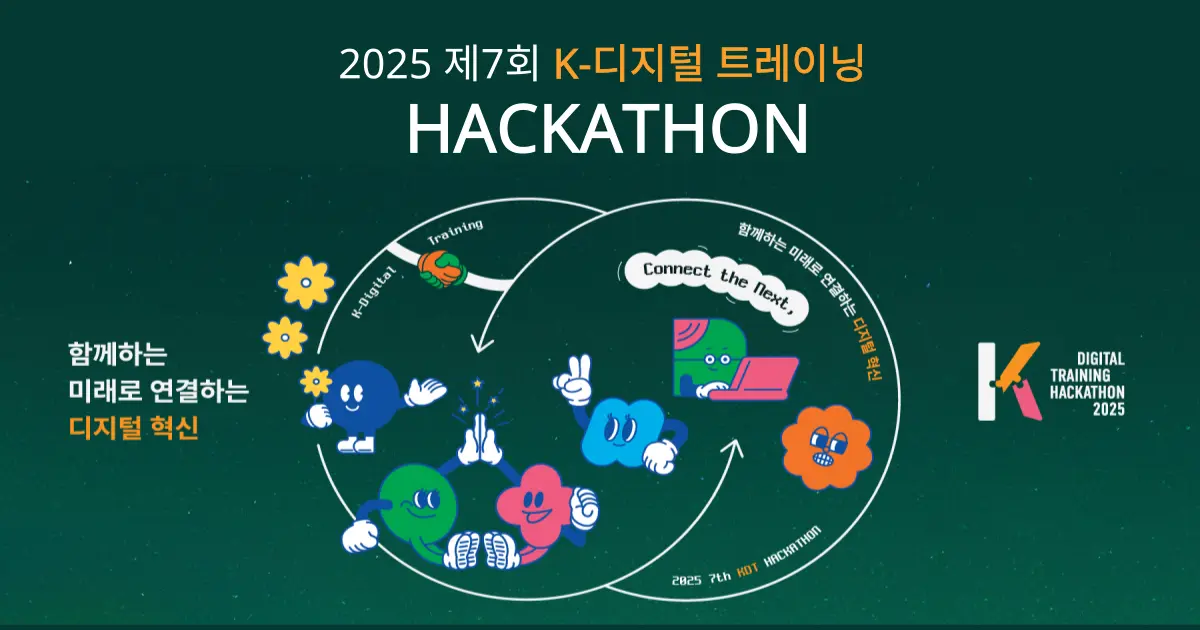 2025 제7회 K-디지털 트레이닝
HACKATHON
K-Digital Training
Connect the Next,
함께하는 미래로 연결하는 디지털 혁신
함께하는
미래로 연결하는
디지털 혁신
DIGITAL
TRAINING
HACKATHON
2025
2025 7th KDT HACKATHON